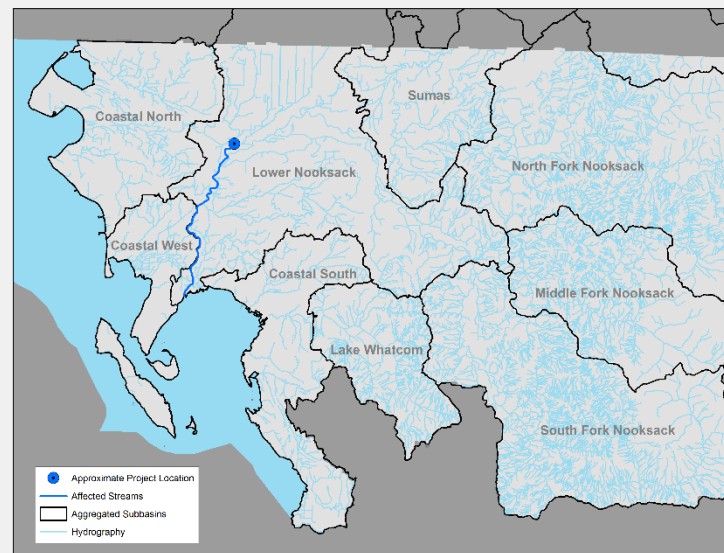 Sumas
Coastal North
North Fork Nooksack
Lower Nooksack
Coastal West
Coastal South
Middle Fork Nooksack
Lake Whatcom
South Fork Nooksack
Approximate Project Location
Affected Streams
Aggregated Subbasins
Hydrography